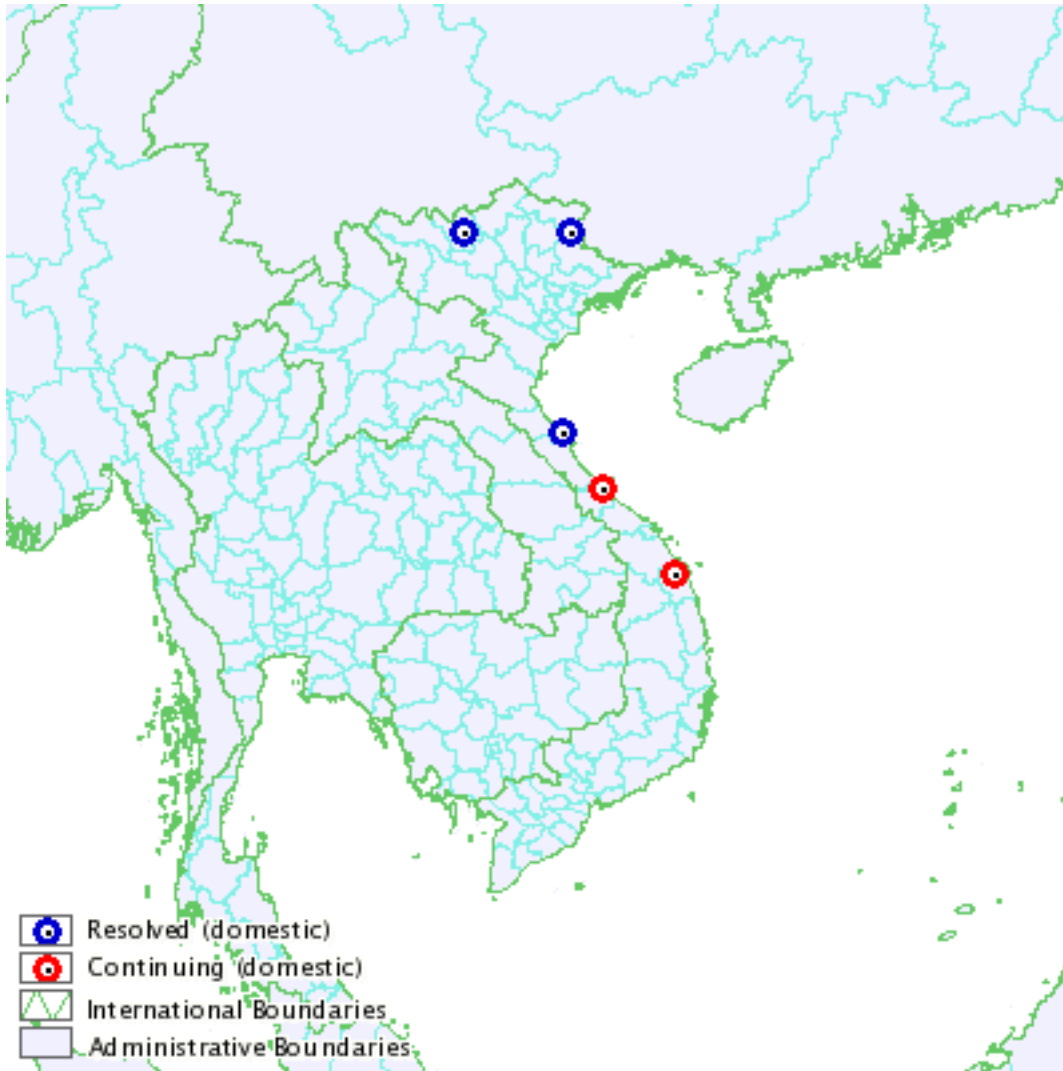 Resolved (domestic)
Continuing (domestic)
International Boundaries
Administrative Boundaries